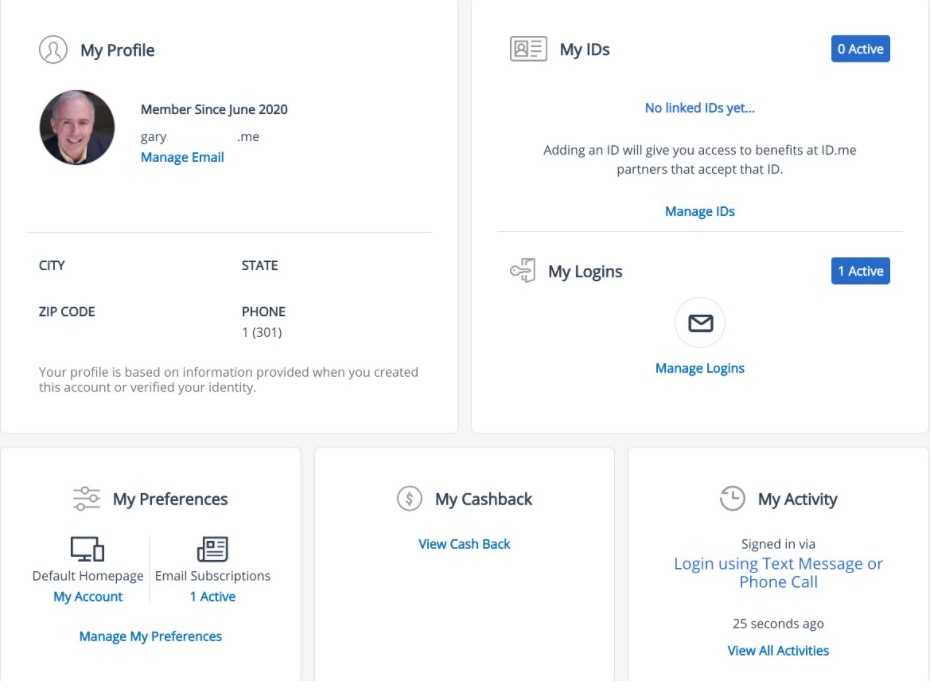 My Profile
Member Since June 2020
gary .me
Manage Email
CITY STATE
ZIP CODE PHONE
1 (301)
Your profile is based on information provided when you created
this account or verified your identity.
My IDs 0 Active
No linked IDs yet...
Adding an ID will give you access to benefits at ID.me
partners that accept that ID.
Manage IDs
My Logins 1 Active
Manage Logins
My Preferences
Default Homepage Email Subscriptions
My Account 1 Active
Manage My Preferences
My Cashback
View Cash Back
My Activity
Signed in via
Login using Text Message or
Phone Call
25 seconds ago
View All Activities